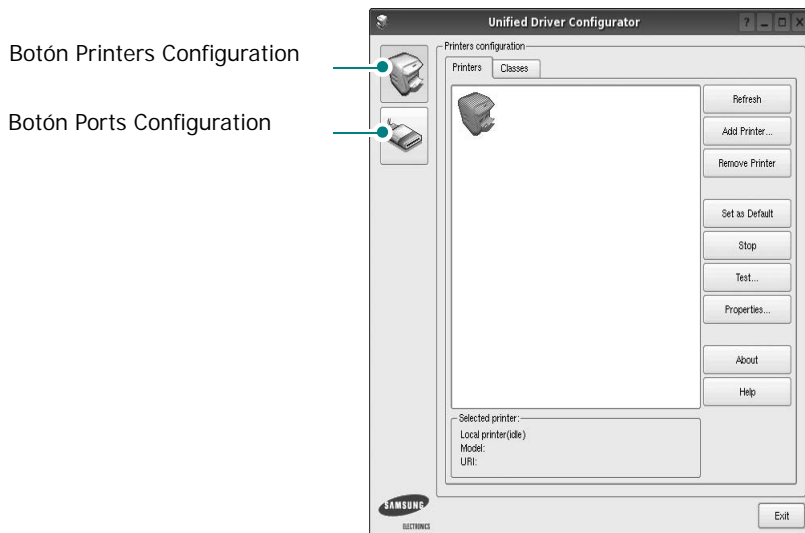 Unified Driver Configurator
Botón Printers Configuration
Botón Ports Configuration
Printers configuration
Printers Classes
Refresh
Add Printer...
Remove Printer
Set as Default
Stop
Test...
Properties...
About
Help
Selected printer:
Local printer(idle)
Model:
URI:
SAMSUNG
ELECTRONICS
Exit